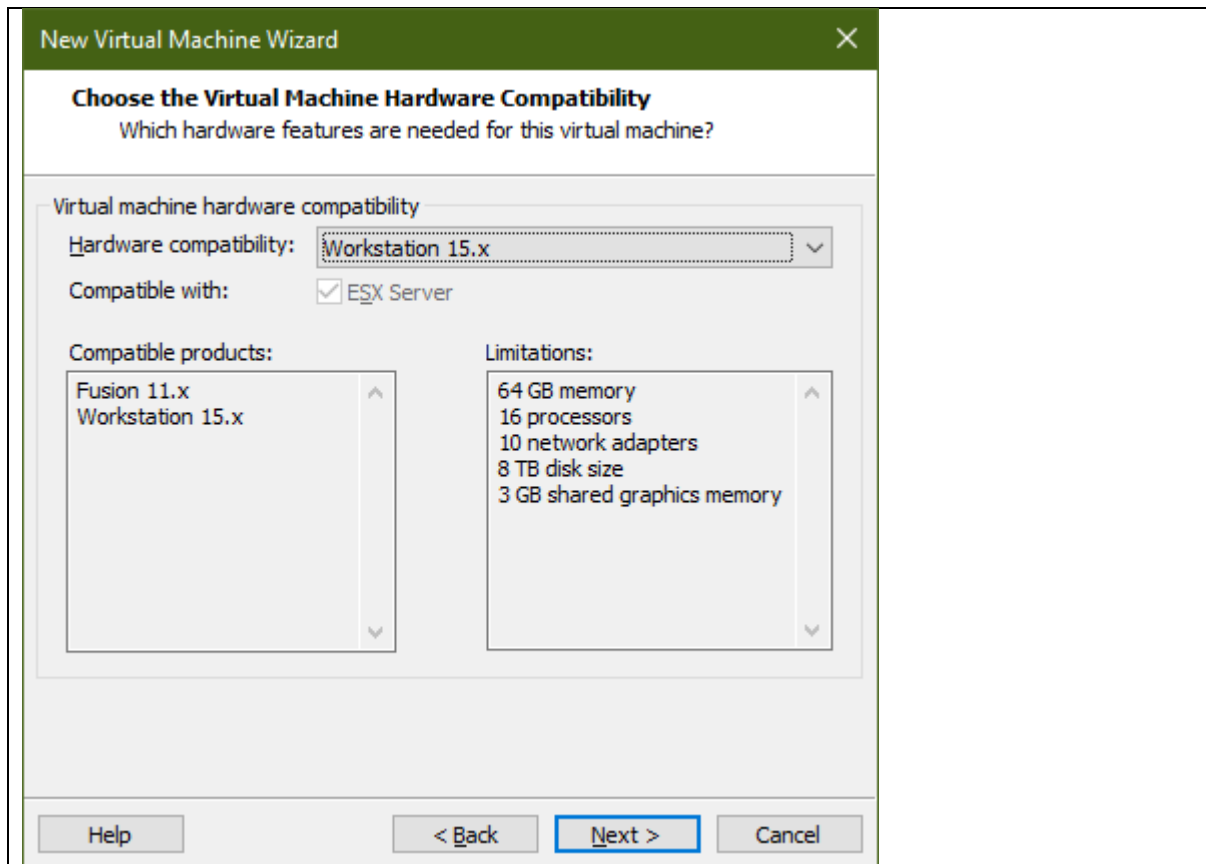 New Virtual Machine Wizard
Choose the Virtual Machine Hardware Compatibility
Which hardware features are needed for this virtual machine?
Virtual machine hardware compatibility
Hardware compatibility: Workstation 15.x
Compatible with: ESX Server
Compatible products:
Fusion 11.x
Workstation 15.x
Limitations:
64 GB memory
16 processors
10 network adapters
8 TB disk size
3 GB shared graphics memory
Help < Back Next > Cancel